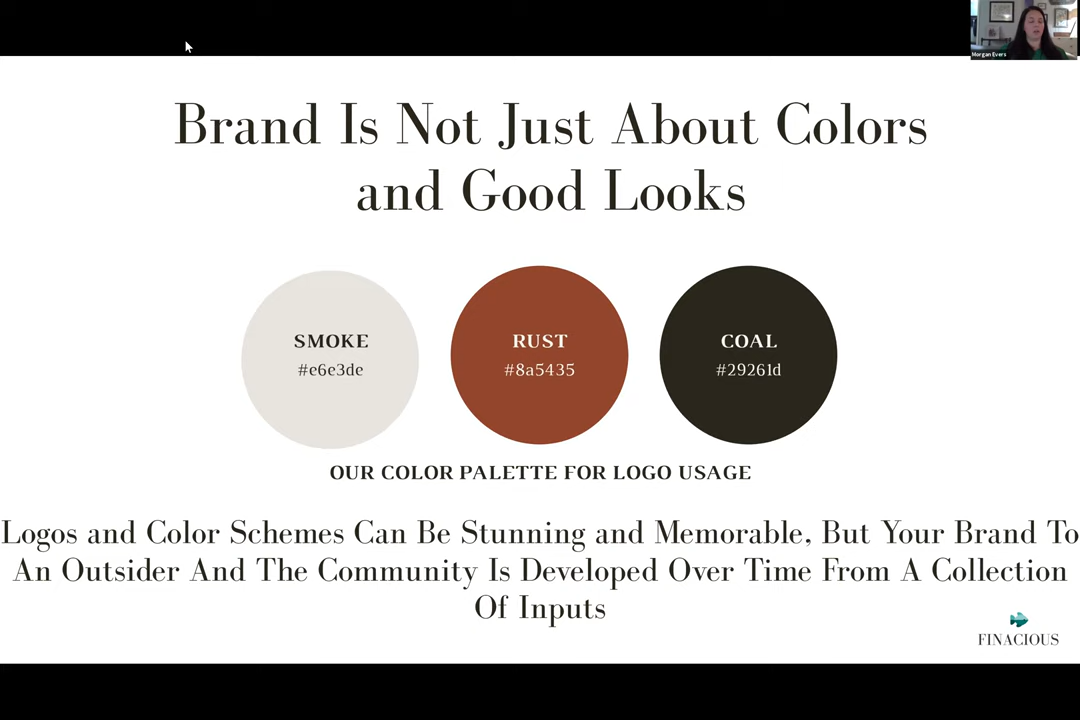 Morgan Evers
Brand Is Not Just About Colors
and Good Looks
SMOKE
#e6e3de
RUST
#8a5435
COAL
#29261d
OUR COLOR PALETTE FOR LOGO USAGE
Logos and Color Schemes Can Be Stunning and Memorable, But Your Brand To
An Outsider And The Community Is Developed Over Time From A Collection
Of Inputs
FINACIOUS